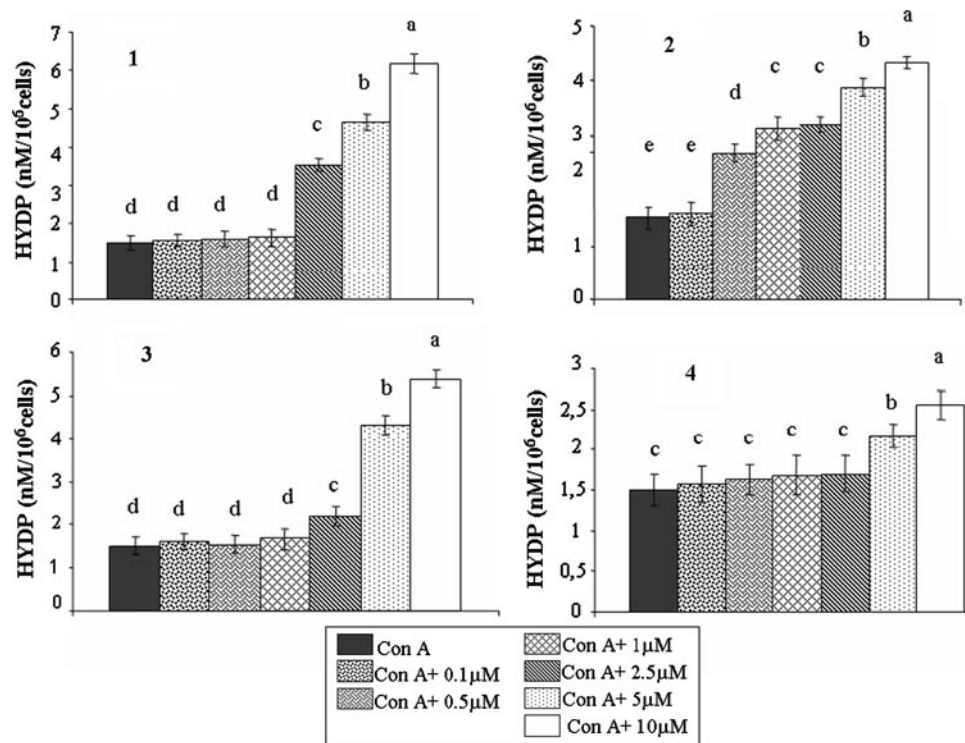 1
HYDP (nM/10⁶cells)
7
6
5
4
3
2
1
0
d
d
d
d
c
b
a
2
HYDP (nM/10⁶cells)
5
4
3
2
1
0
e
e
d
c
c
b
a
3
HYDP (nM/10⁶cells)
6
5
4
3
2
1
0
d
d
d
d
c
b
a
4
HYDP (nM/10⁶cells)
3
2,5
2
1,5
1
0,5
0
c
c
c
c
c
b
a
Con A
Con A+ 0.1µM
Con A+ 0.5µM
Con A+ 1µM
Con A+ 2.5µM
Con A+ 5µM
Con A+ 10µM